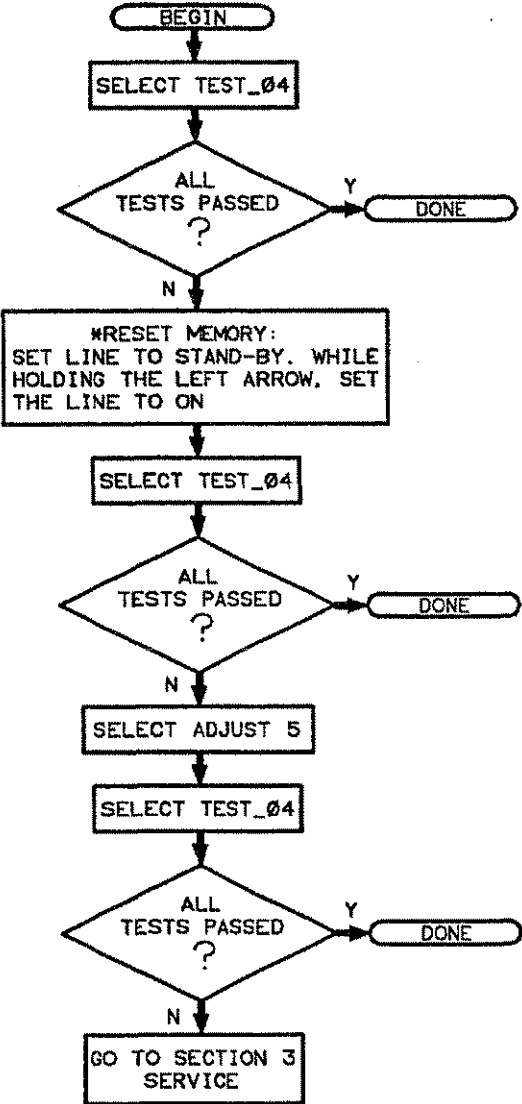 BEGIN
SELECT TEST_Ø4
ALL
TESTS PASSED
?
Y
DONE
N
*RESET MEMORY:
SET LINE TO STAND-BY. WHILE
HOLDING THE LEFT ARROW, SET
THE LINE TO ON
SELECT TEST_Ø4
ALL
TESTS PASSED
?
Y
DONE
N
SELECT ADJUST 5
SELECT TEST_Ø4
ALL
TESTS PASSED
?
Y
DONE
N
GO TO SECTION 3
SERVICE